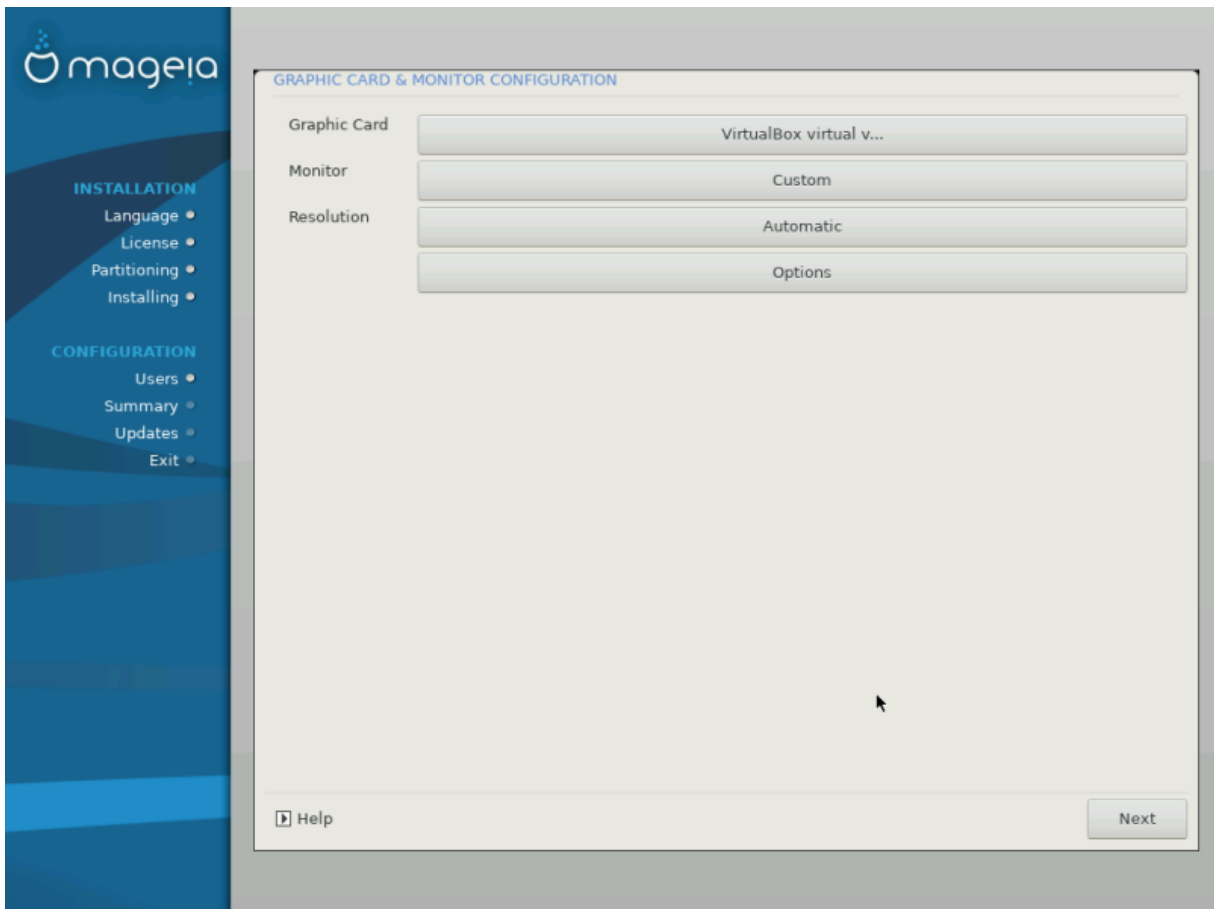 mageia
INSTALLATION
Language
License
Partitioning
Installing
CONFIGURATION
Users
Summary
Updates
Exit
GRAPHIC CARD & MONITOR CONFIGURATION
Graphic Card
VirtualBox virtual v...
Monitor
Custom
Resolution
Automatic
Options
Help
Next